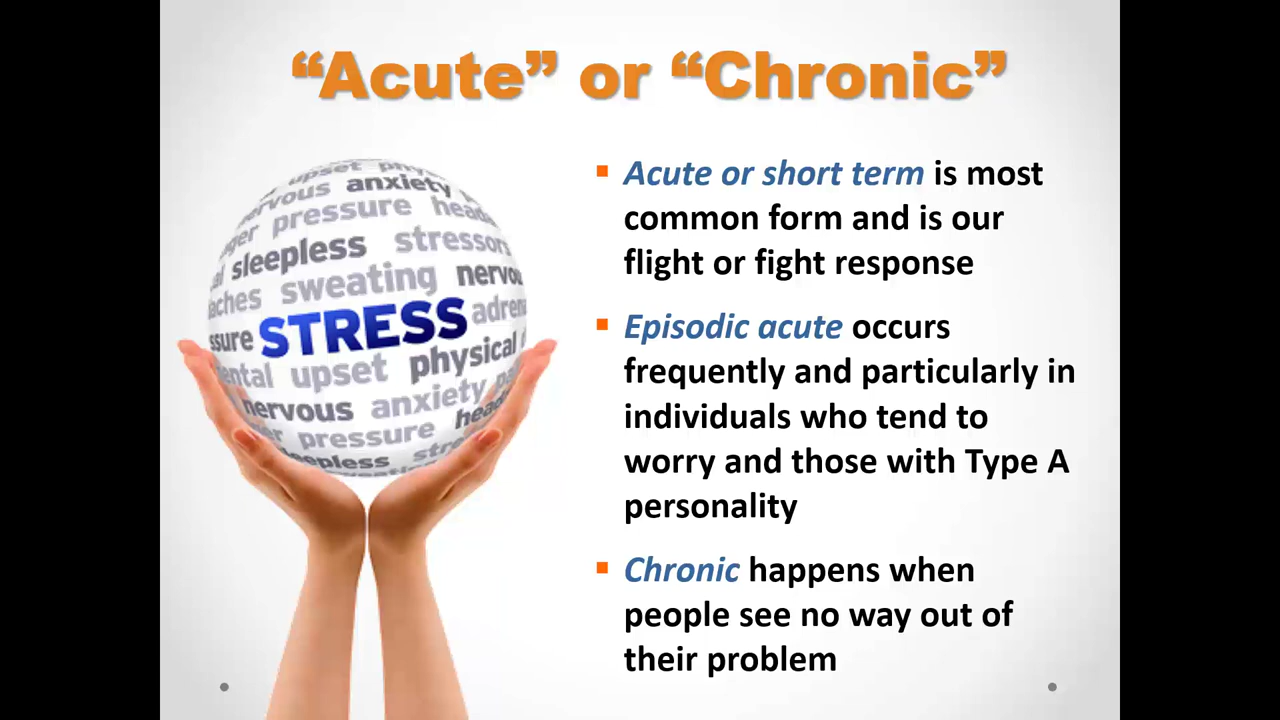 “Acute” or “Chronic”
upset
nervous anxiety
pressure
sleepless stressors
sweating
STRESS
upset physical
nervous anxiety
pressure
▪ Acute or short term is most
common form and is our
flight or fight response
▪ Episodic acute occurs
frequently and particularly in
individuals who tend to
worry and those with Type A
personality
▪ Chronic happens when
people see no way out of
their problem